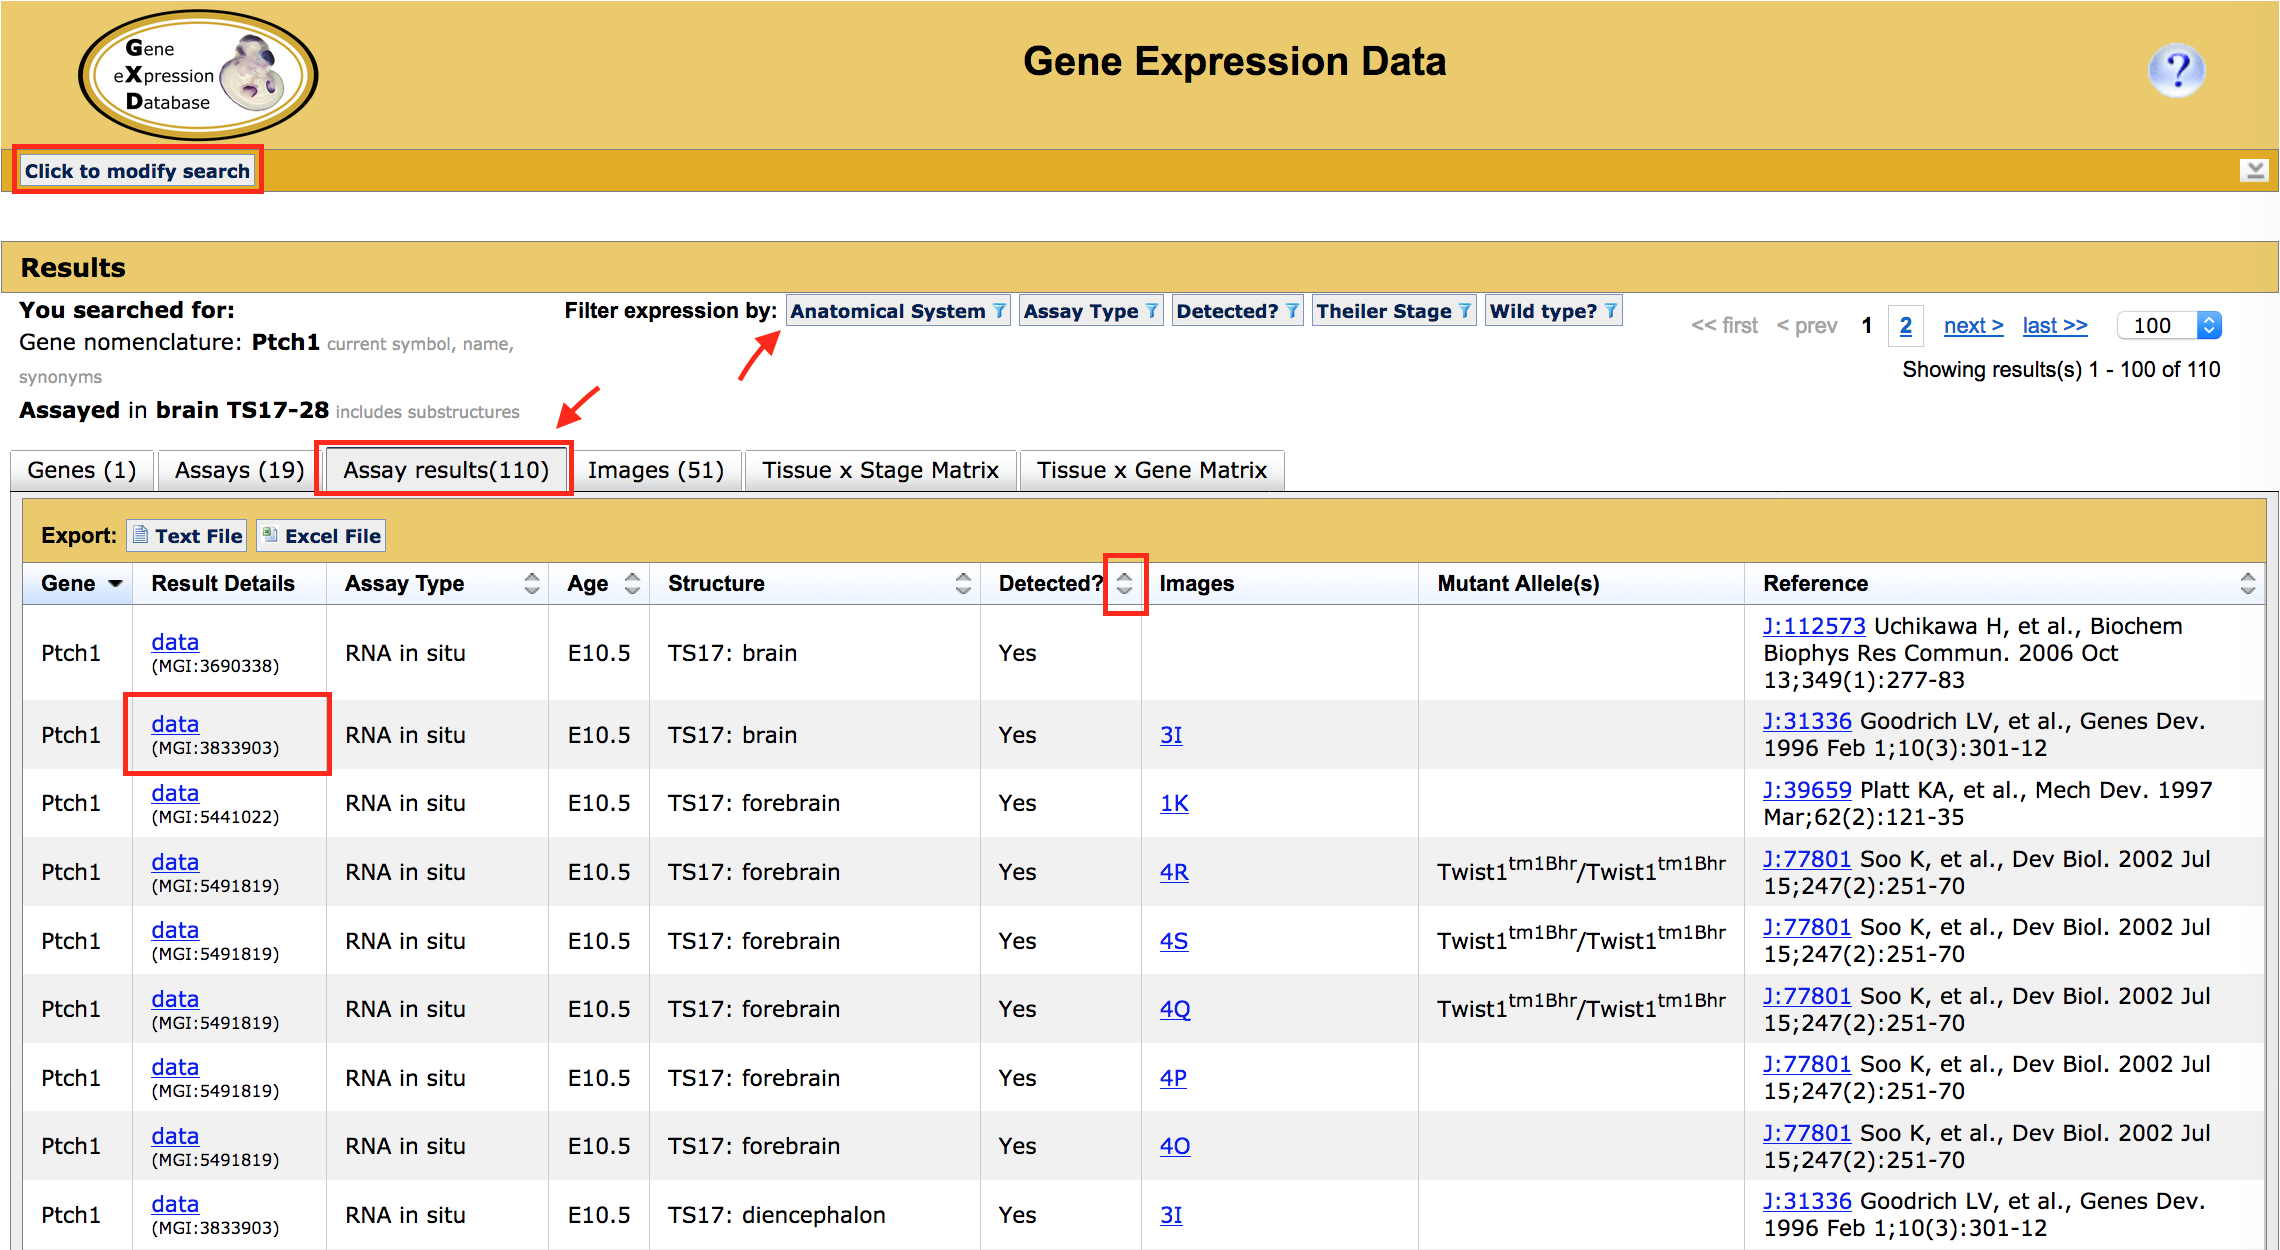 Gene
eXpression
Database
Gene Expression Data
?
Click to modify search
Results
You searched for:
Gene nomenclature: Ptch1 current symbol, name,
synonyms
Assayed in brain TS17-28 includes substructures
Filter expression by: Anatomical System Assay Type Detected? Theiler Stage Wild type?
<< first < prev 1 2 next > last >> 100
Showing results(s) 1 - 100 of 110
Genes (1) Assays (19) Assay results(110) Images (51) Tissue x Stage Matrix Tissue x Gene Matrix
Export: Text File Excel File
Gene Result Details Assay Type Age Structure Detected? Images Mutant Allele(s) Reference
Ptch1 data (MGI:3690338) RNA in situ E10.5 TS17: brain Yes J:112573 Uchikawa H, et al., Biochem
Biophys Res Commun. 2006 Oct
13;349(1):277-83
Ptch1 data (MGI:3833903) RNA in situ E10.5 TS17: brain Yes 3I J:31336 Goodrich LV, et al., Genes Dev.
1996 Feb 1;10(3):301-12
Ptch1 data (MGI:5441022) RNA in situ E10.5 TS17: forebrain Yes 1K J:39659 Platt KA, et al., Mech Dev. 1997
Mar;62(2):121-35
Ptch1 data (MGI:5491819) RNA in situ E10.5 TS17: forebrain Yes 4R Twist1tm1Bhr/Twist1tm1Bhr J:77801 Soo K, et al., Dev Biol. 2002 Jul
15;247(2):251-70
Ptch1 data (MGI:5491819) RNA in situ E10.5 TS17: forebrain Yes 4S Twist1tm1Bhr/Twist1tm1Bhr J:77801 Soo K, et al., Dev Biol. 2002 Jul
15;247(2):251-70
Ptch1 data (MGI:5491819) RNA in situ E10.5 TS17: forebrain Yes 4Q Twist1tm1Bhr/Twist1tm1Bhr J:77801 Soo K, et al., Dev Biol. 2002 Jul
15;247(2):251-70
Ptch1 data (MGI:5491819) RNA in situ E10.5 TS17: forebrain Yes 4P J:77801 Soo K, et al., Dev Biol. 2002 Jul
15;247(2):251-70
Ptch1 data (MGI:5491819) RNA in situ E10.5 TS17: forebrain Yes 4O J:77801 Soo K, et al., Dev Biol. 2002 Jul
15;247(2):251-70
Ptch1 data (MGI:3833903) RNA in situ E10.5 TS17: diencephalon Yes 3I J:31336 Goodrich LV, et al., Genes Dev.
1996 Feb 1;10(3):301-12